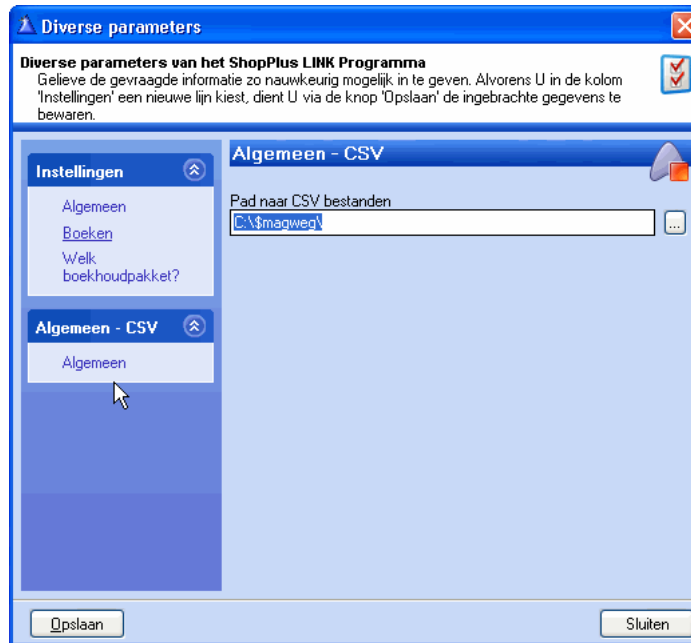 Diverse parameters
Diverse parameters van het ShopPlus LINK Programma
Gelieve de gevraagde informatie zo nauwkeurig mogelijk in te geven. Alvorens U in de kolom
'Instellingen' een nieuwe lijn kiest, dient U via de knop 'Opslaan' de ingebrachte gegevens te
bewaren.
Instellingen
Algemeen
Boeken
Welk
boekhoudpakket?
Algemeen - CSV
Algemeen
Algemeen - CSV
Pad naar CSV bestanden
C:\$magweg\
...
Opslaan
Sluiten